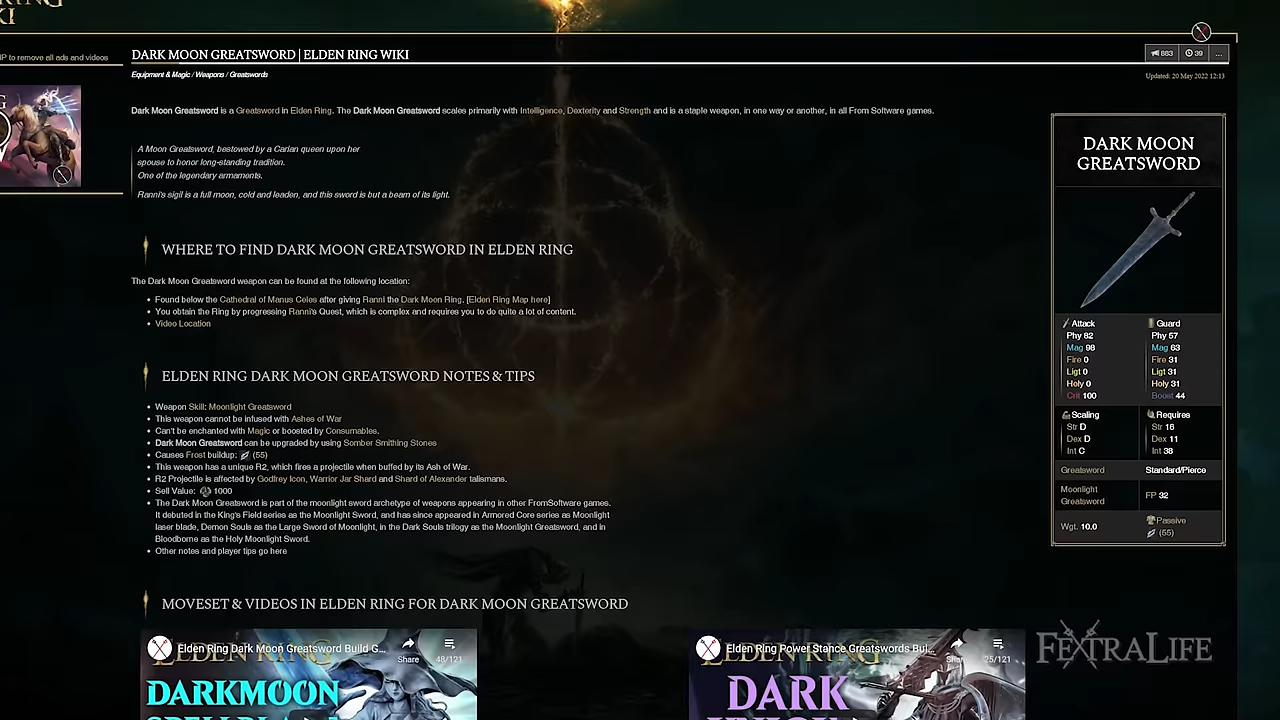 KI
IP to remove all ads and videos
DARK MOON GREATSWORD | ELDEN RING WIKI
883
39
...
Equipment & Magic / Weapons / Greatswords
Updated: 20 May 2022 12:13
Dark Moon Greatsword is a Greatsword in Elden Ring. The Dark Moon Greatsword scales primarily with Intelligence, Dexterity and Strength and is a staple weapon, in one way or another, in all From Software games.
A Moon Greatsword, bestowed by a Carian queen upon her
spouse to honor long-standing tradition.
One of the legendary armaments.
Ranni's sigil is a full moon, cold and leaden, and this sword is but a beam of its light.
WHERE TO FIND DARK MOON GREATSWORD IN ELDEN RING
The Dark Moon Greatsword weapon can be found at the following location:
Found below the Cathedral of Manus Celes after giving Ranni the Dark Moon Ring. [Elden Ring Map here]
You obtain the Ring by progressing Ranni's Quest, which is complex and requires you to do quite a lot of content.
Video Location
ELDEN RING DARK MOON GREATSWORD NOTES & TIPS
Weapon Skill: Moonlight Greatsword
This weapon cannot be infused with Ashes of War
Can't be enchanted with Magic or boosted by Consumables.
Dark Moon Greatsword can be upgraded by using Somber Smithing Stones
Causes Frost buildup: (55)
This weapon has a unique R2, which fires a projectile when buffed by its Ash of War.
R2 Projectile is affected by Godfrey Icon, Warrior Jar Shard and Shard of Alexander talismans.
Sell Value: 1000
The Dark Moon Greatsword is part of the moonlight sword archetype of weapons appearing in other FromSoftware games.
It debuted in the King's Field series as the Moonlight Sword, and has since appeared in Armored Core series as Moonlight
laser blade, Demon Souls as the Large Sword of Moonlight, in the Dark Souls trilogy as the Moonlight Greatsword, and in
Bloodborne as the Holy Moonlight Sword.
Other notes and player tips go here
MOVESET & VIDEOS IN ELDEN RING FOR DARK MOON GREATSWORD
Elden Ring Dark Moon Greatsword Build G...
Share
48/121
DARKMOON
Elden Ring Power Stance Greatswords Buil...
Share
25/121
DARK
DARK MOON
GREATSWORD
Attack Guard
Phy 82 Phy 57
Mag 98 Mag 63
Fire 0 Fire 31
Ligt 0 Ligt 31
Holy 0 Holy 31
Crit 100 Boost 44
Scaling Requires
Str D Str 16
Dex D Dex 11
Int C Int 38
Greatsword Standard/Pierce
Moonlight
Greatsword FP 32
Wgt. 10.0 Passive
(55)
FEXTRALIFE